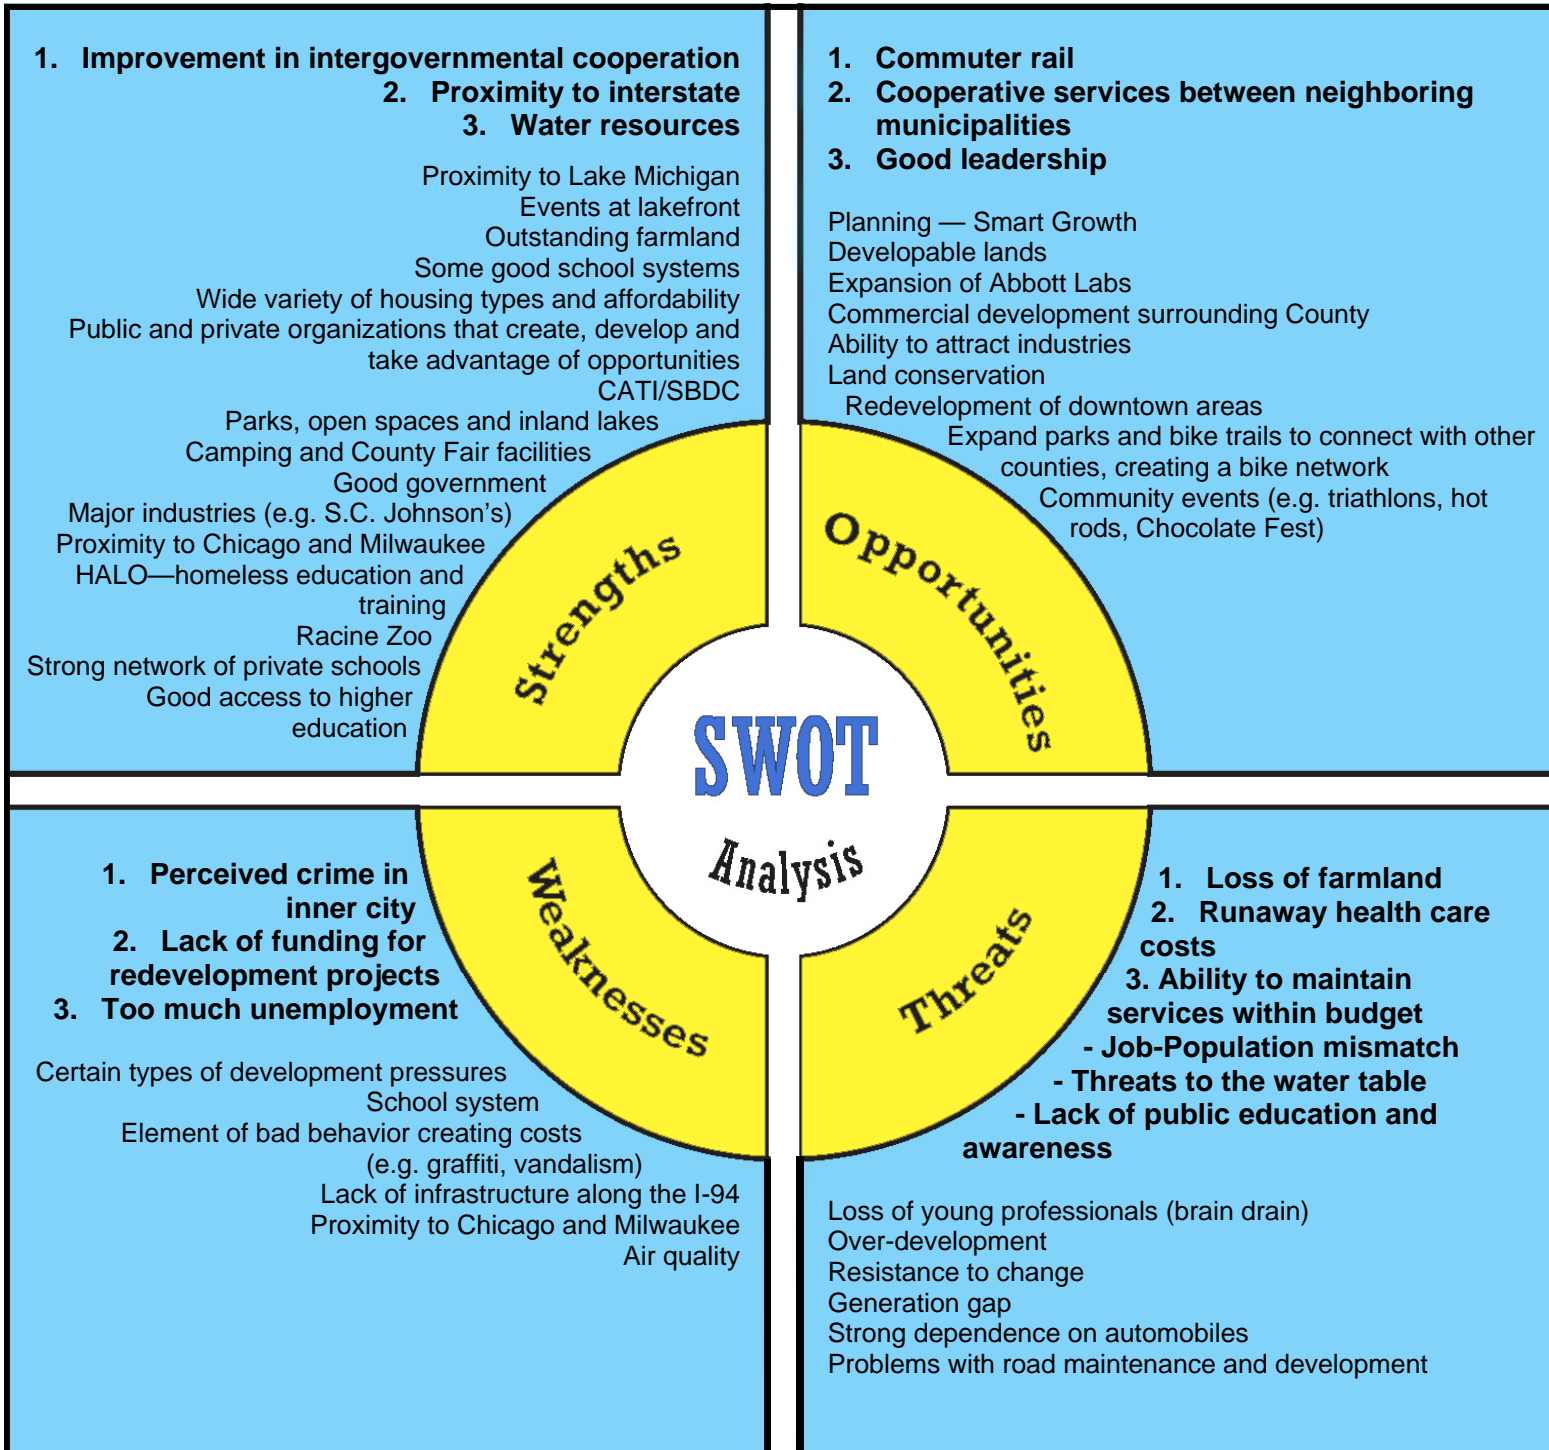 1. Improvement in intergovernmental cooperation
2. Proximity to interstate
3. Water resources
Proximity to Lake Michigan
Events at lakefront
Outstanding farmland
Some good school systems
Wide variety of housing types and affordability
Public and private organizations that create, develop and
take advantage of opportunities
CATI/SBDC
Parks, open spaces and inland lakes
Camping and County Fair facilities
Good government
Major industries (e.g. S.C. Johnson’s)
Proximity to Chicago and Milwaukee
HALO—homeless education and
training
Racine Zoo
Strong network of private schools
Good access to higher
education
Strengths
1. Commuter rail
2. Cooperative services between neighboring
municipalities
3. Good leadership
Planning — Smart Growth
Developable lands
Expansion of Abbott Labs
Commercial development surrounding County
Ability to attract industries
Land conservation
Redevelopment of downtown areas
Expand parks and bike trails to connect with other
counties, creating a bike network
Community events (e.g. triathlons, hot
rods, Chocolate Fest)
Opportunities
SWOT
Analysis
1. Perceived crime in
inner city
2. Lack of funding for
redevelopment projects
3. Too much unemployment
Certain types of development pressures
School system
Element of bad behavior creating costs
(e.g. graffiti, vandalism)
Lack of infrastructure along the I-94
Proximity to Chicago and Milwaukee
Air quality
Weaknesses
1. Loss of farmland
2. Runaway health care
costs
3. Ability to maintain
services within budget
- Job-Population mismatch
- Threats to the water table
- Lack of public education and
awareness
Loss of young professionals (brain drain)
Over-development
Resistance to change
Generation gap
Strong dependence on automobiles
Problems with road maintenance and development
Threats